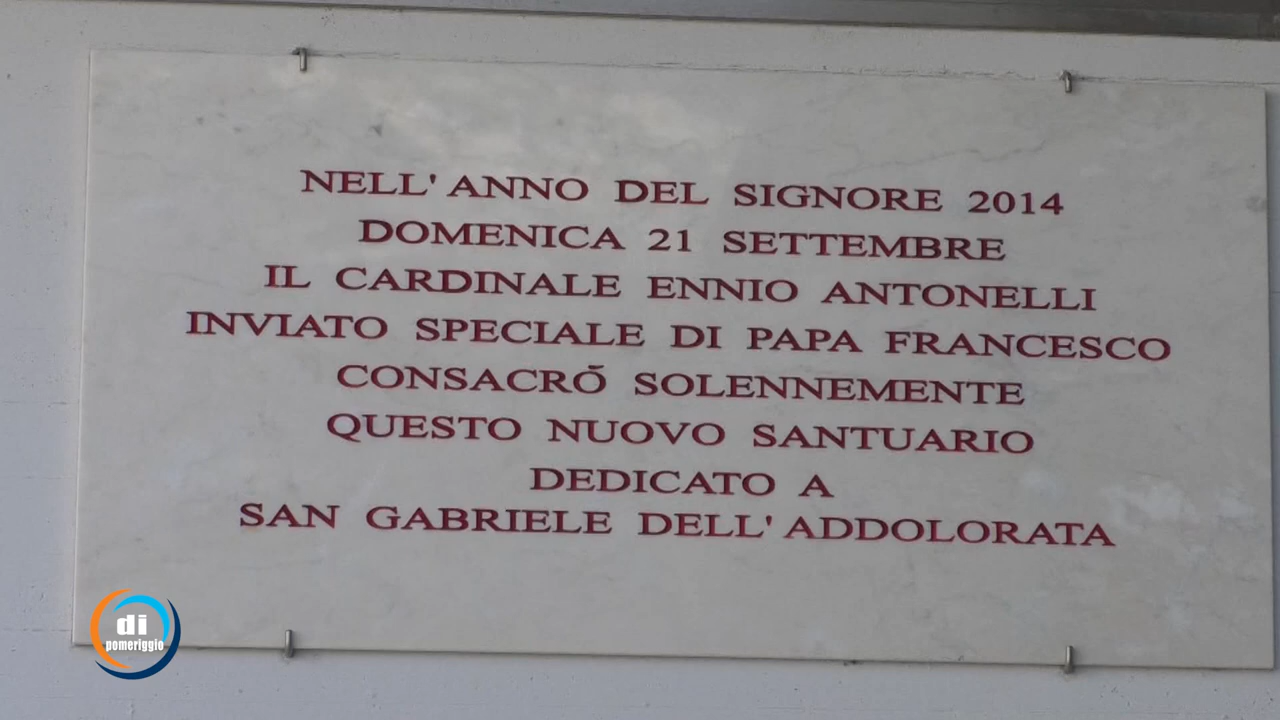 NELL'ANNO DEL SIGNORE 2014
DOMENICA 21 SETTEMBRE
IL CARDINALE ENNIO ANTONELLI
INVIATO SPECIALE DI PAPA FRANCESCO
CONSACRÓ SOLENNEMENTE
QUESTO NUOVO SANTUARIO
DEDICATO A
SAN GABRIELE DELL'ADDOLORATA
di
pomeriggio